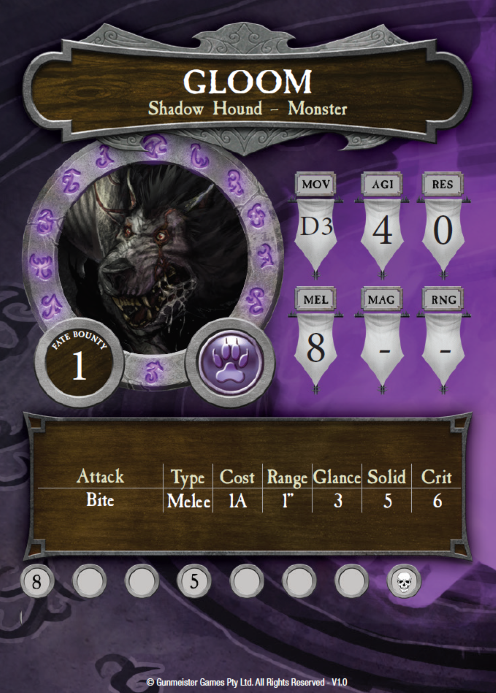 GLOOM
Shadow Hound – Monster
MOV AGI RES
D3 4 0
MEL MAG RNG
8 - -
FATE BOUNTY
1
Attack Type Cost Range Glance Solid Crit
Bite Melee 1A 1" 3 5 6
8 5
© Gunmeister Games Pty Ltd. All Rights Reserved - V1.0